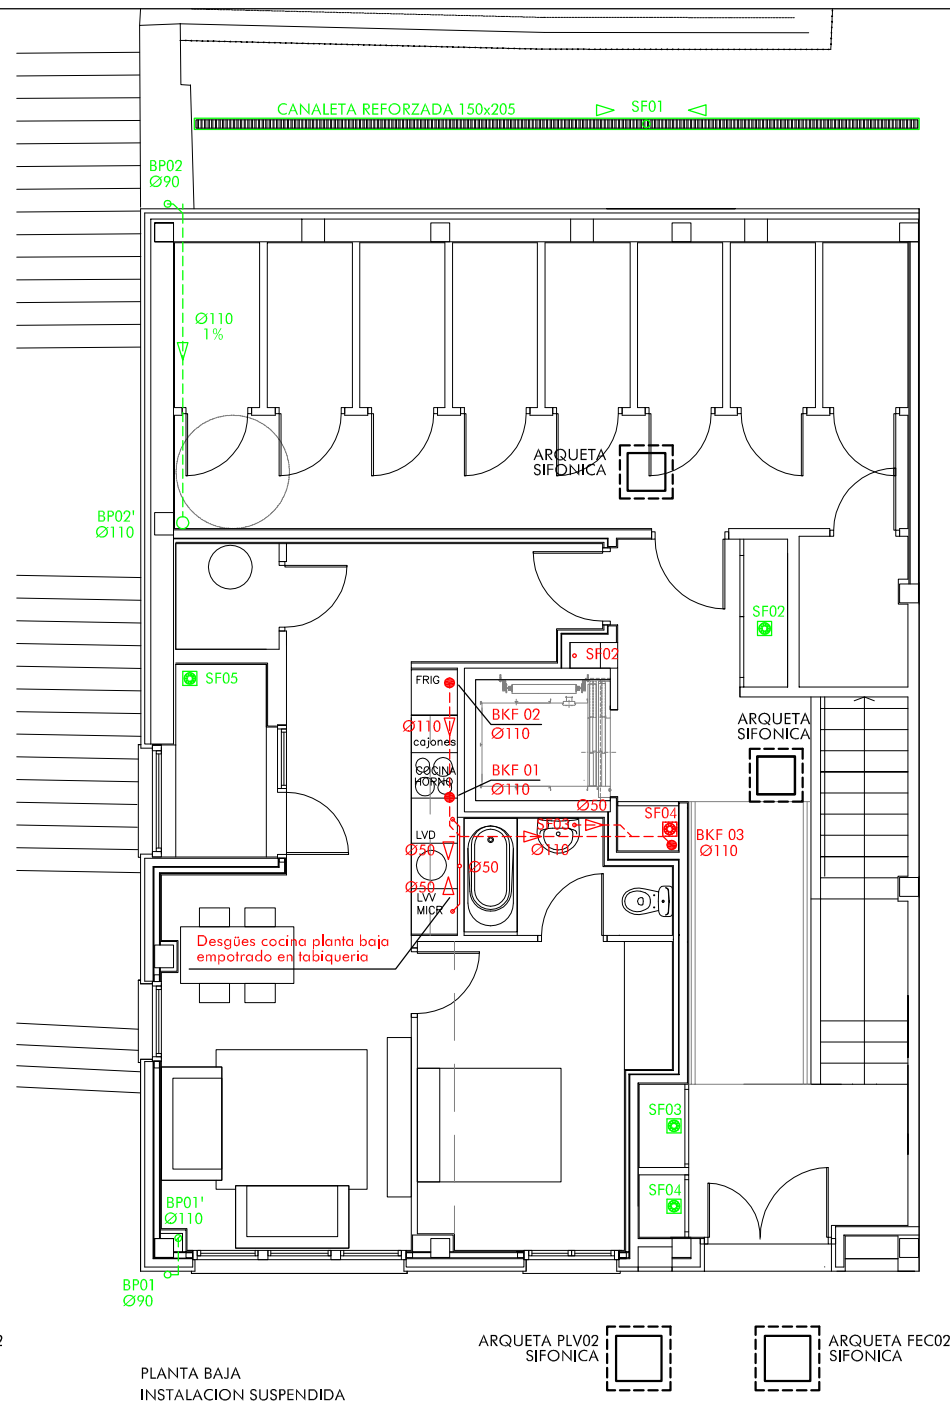 CANALETA REFORZADA 150x205
SF01
BP02
Ø90
Ø110
1%
ARQUETA
SIFONICA
BP02'
Ø110
SF02
SF02
SF05
FRIG
BKF 02
Ø110
Ø110
ARQUETA
SIFONICA
cajones
COCINA
HORNO
BKF 01
Ø110
Ø50
SF04
SF03
LVD
BKF 03
Ø110
Ø50
Ø110
Ø50
Ø50
LVV
MICR
Desgües cocina planta baja
empotrado en tabiqueria
SF03
SF04
BP01'
Ø110
BP01
Ø90
2
ARQUETA PLV02
SIFONICA
ARQUETA FEC02
SIFONICA
PLANTA BAJA
INSTALACION SUSPENDIDA